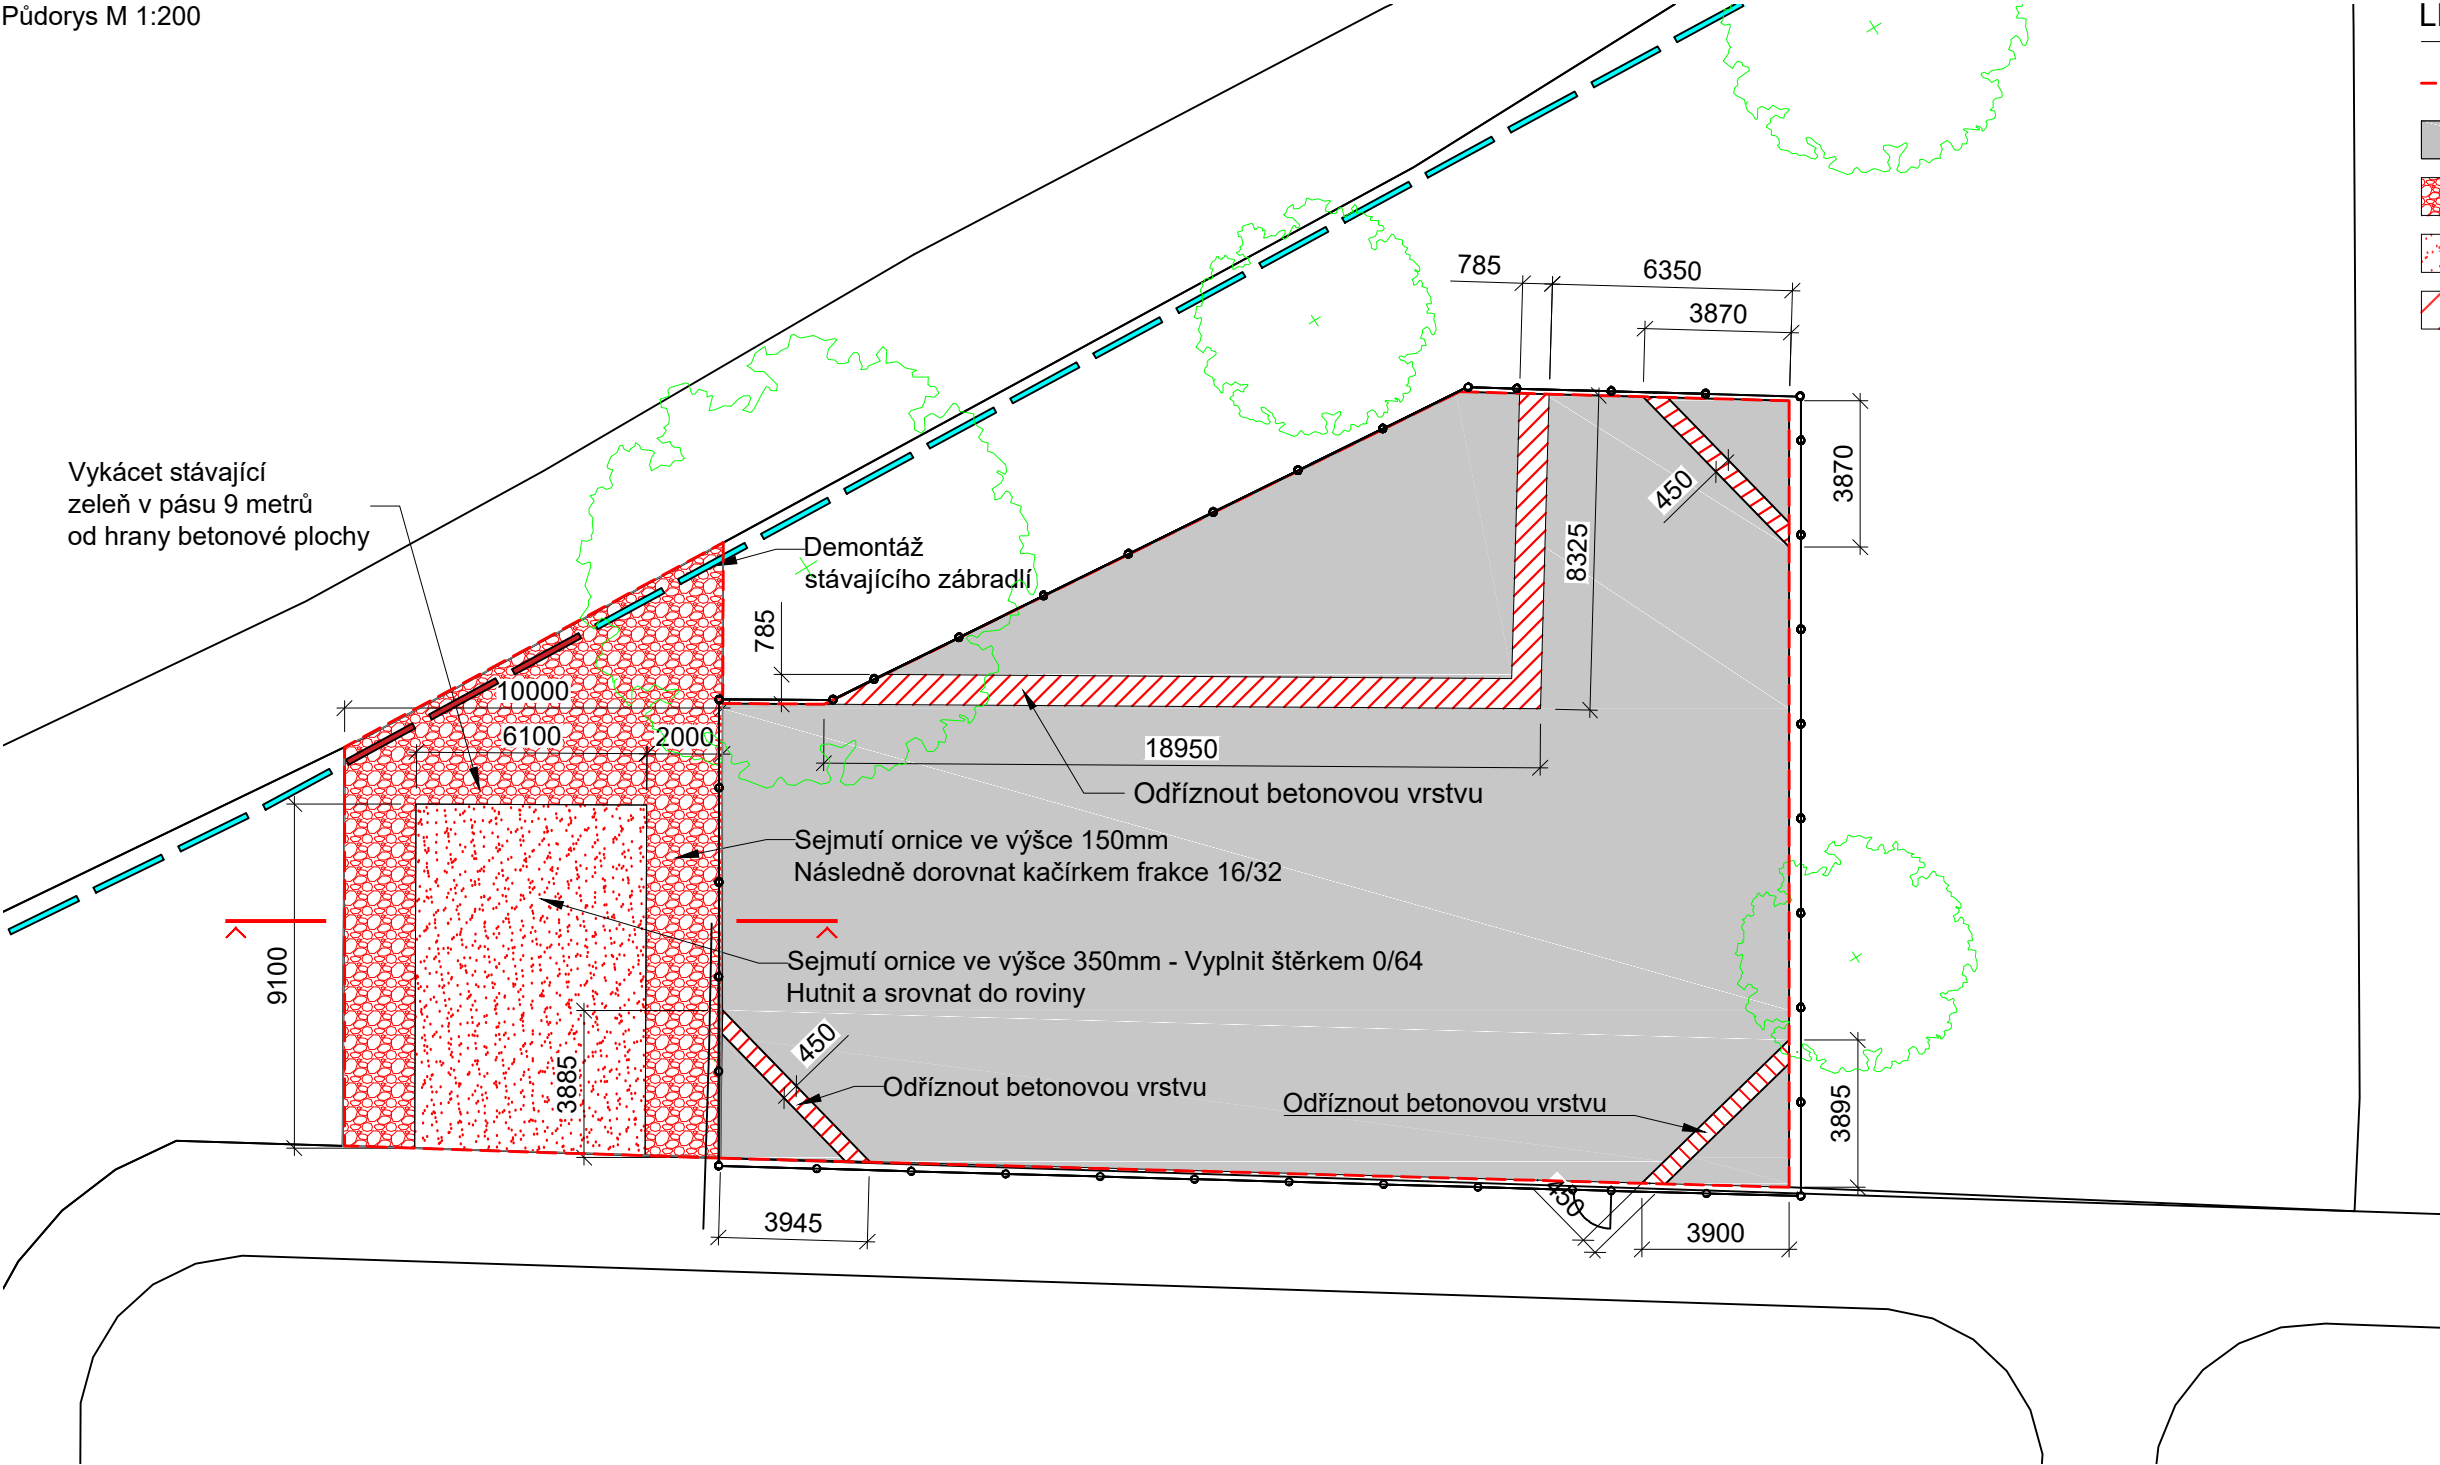 Půdorys M 1:200
785
6350
3870
3870
450
8325
Vykácet stávající
zeleň v pásu 9 metrů
od hrany betonové plochy
Demontáž
stávajícího zábradlí
785
10000
6100
2000
18950
Odříznout betonovou vrstvu
Sejmutí ornice ve výšce 150mm
Následně dorovnat kačírkem frakce 16/32
9100
Sejmutí ornice ve výšce 350mm - Vyplnit štěrkem 0/64
Hutnit a srovnat do roviny
3885
450
Odříznout betonovou vrstvu
Odříznout betonovou vrstvu
3895
450
3945
3900